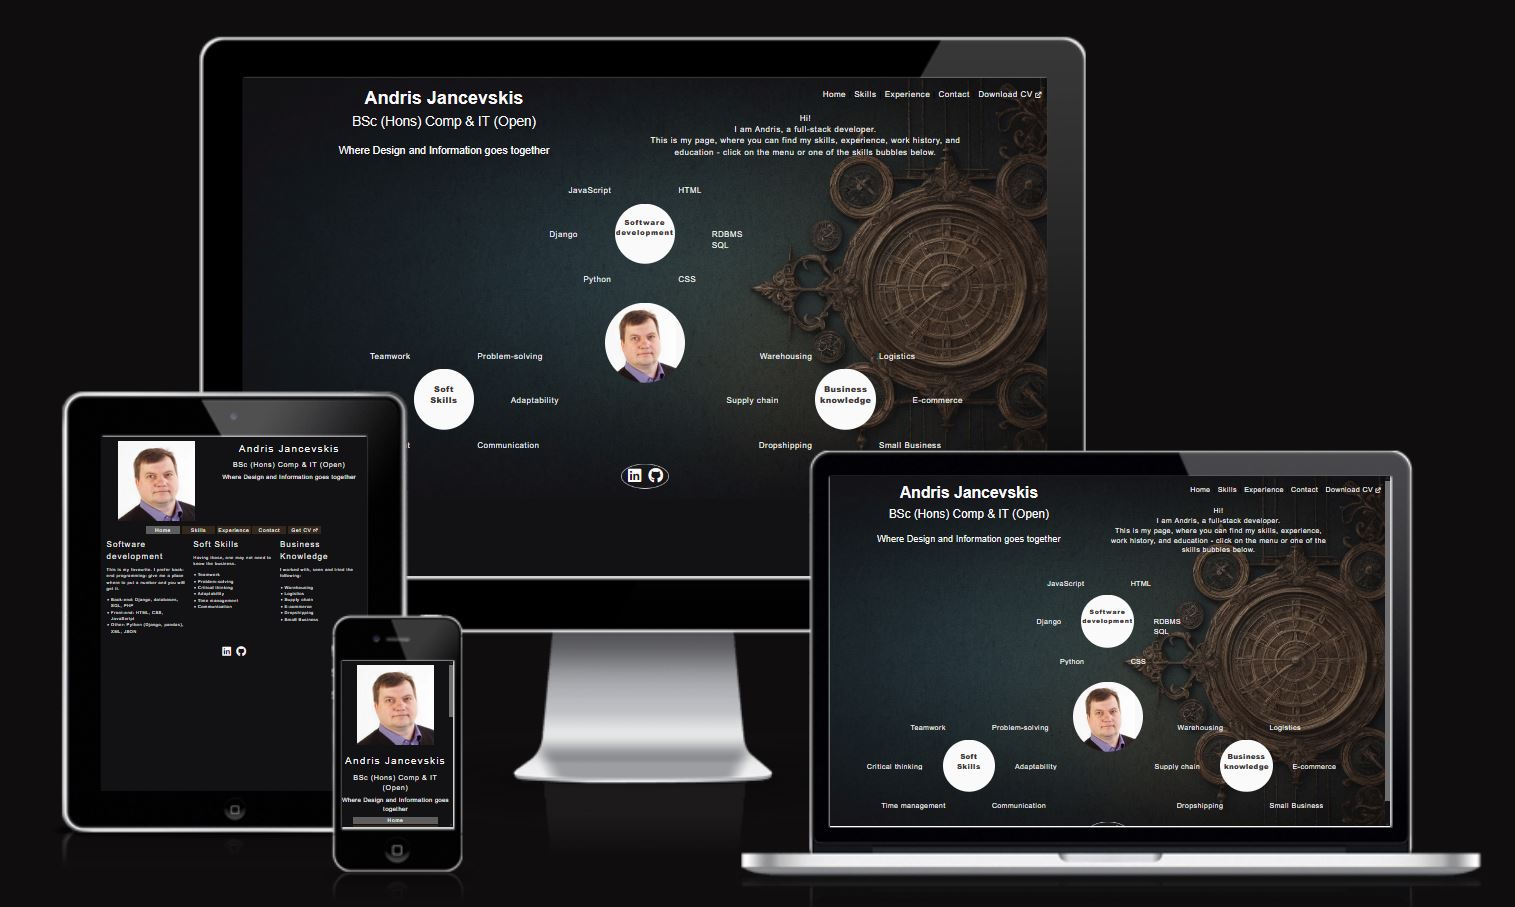 Andris Jancevskis
BSc (Hons) Comp & IT (Open)
Where Design and Information goes together
Home Skills Experience Contact Download CV
Hi!
I am Andris, a full-stack developer.
This is my page, where you can find my skills, experience, work history, and
education - click on the menu or one of the skills bubbles below.
JavaScript HTML
Software
development
Django
RDBMS
SQL
Python CSS
Teamwork Problem-solving
Soft
Skills
Adaptability
t Communication
Warehousing Logistics
Supply chain
Business
knowledge
E-commerce
Dropshipping Small Business
Andris Jancevskis
BSc (Hons) Comp & IT (Open)
Where Design and Information goes together
Home Skills Experience Contact Get CV
Software
development
This is my favourite. I prefer back-
end programming: give me a place
where to put a number and you will
get it.
Back-end: Django, databases,
SQL, PHP
Front-end: HTML, CSS,
JavaScript
Other: Python (Django, pandas),
XML, JSON
Soft Skills
Having those, one may not need to
know the business.
Teamwork
Problem-solving
Critical thinking
Adaptability
Time management
Communication
Business
Knowledge
I worked with, seen and tried the
following:
Warehousing
Logistics
Supply chain
E-commerce
Dropshipping
Small Business
Andris Jancevskis
BSc (Hons) Comp & IT
(Open)
Where Design and Information goes
together
Home
Andris Jancevskis
BSc (Hons) Comp & IT (Open)
Where Design and Information goes together
Home Skills Experience Contact Download CV
Hi!
I am Andris, a full-stack developer.
This is my page, where you can find my skills, experience,
work history, and education - click on the menu or one of the
skills bubbles below.
JavaScript HTML
Software
development
Django
RDBMS
SQL
Python CSS
Teamwork Problem-solving
Critical thinking
Soft
Skills
Adaptability
Time management Communication
Warehousing Logistics
Supply chain
Business
knowledge
E-commerce
Dropshipping Small Business